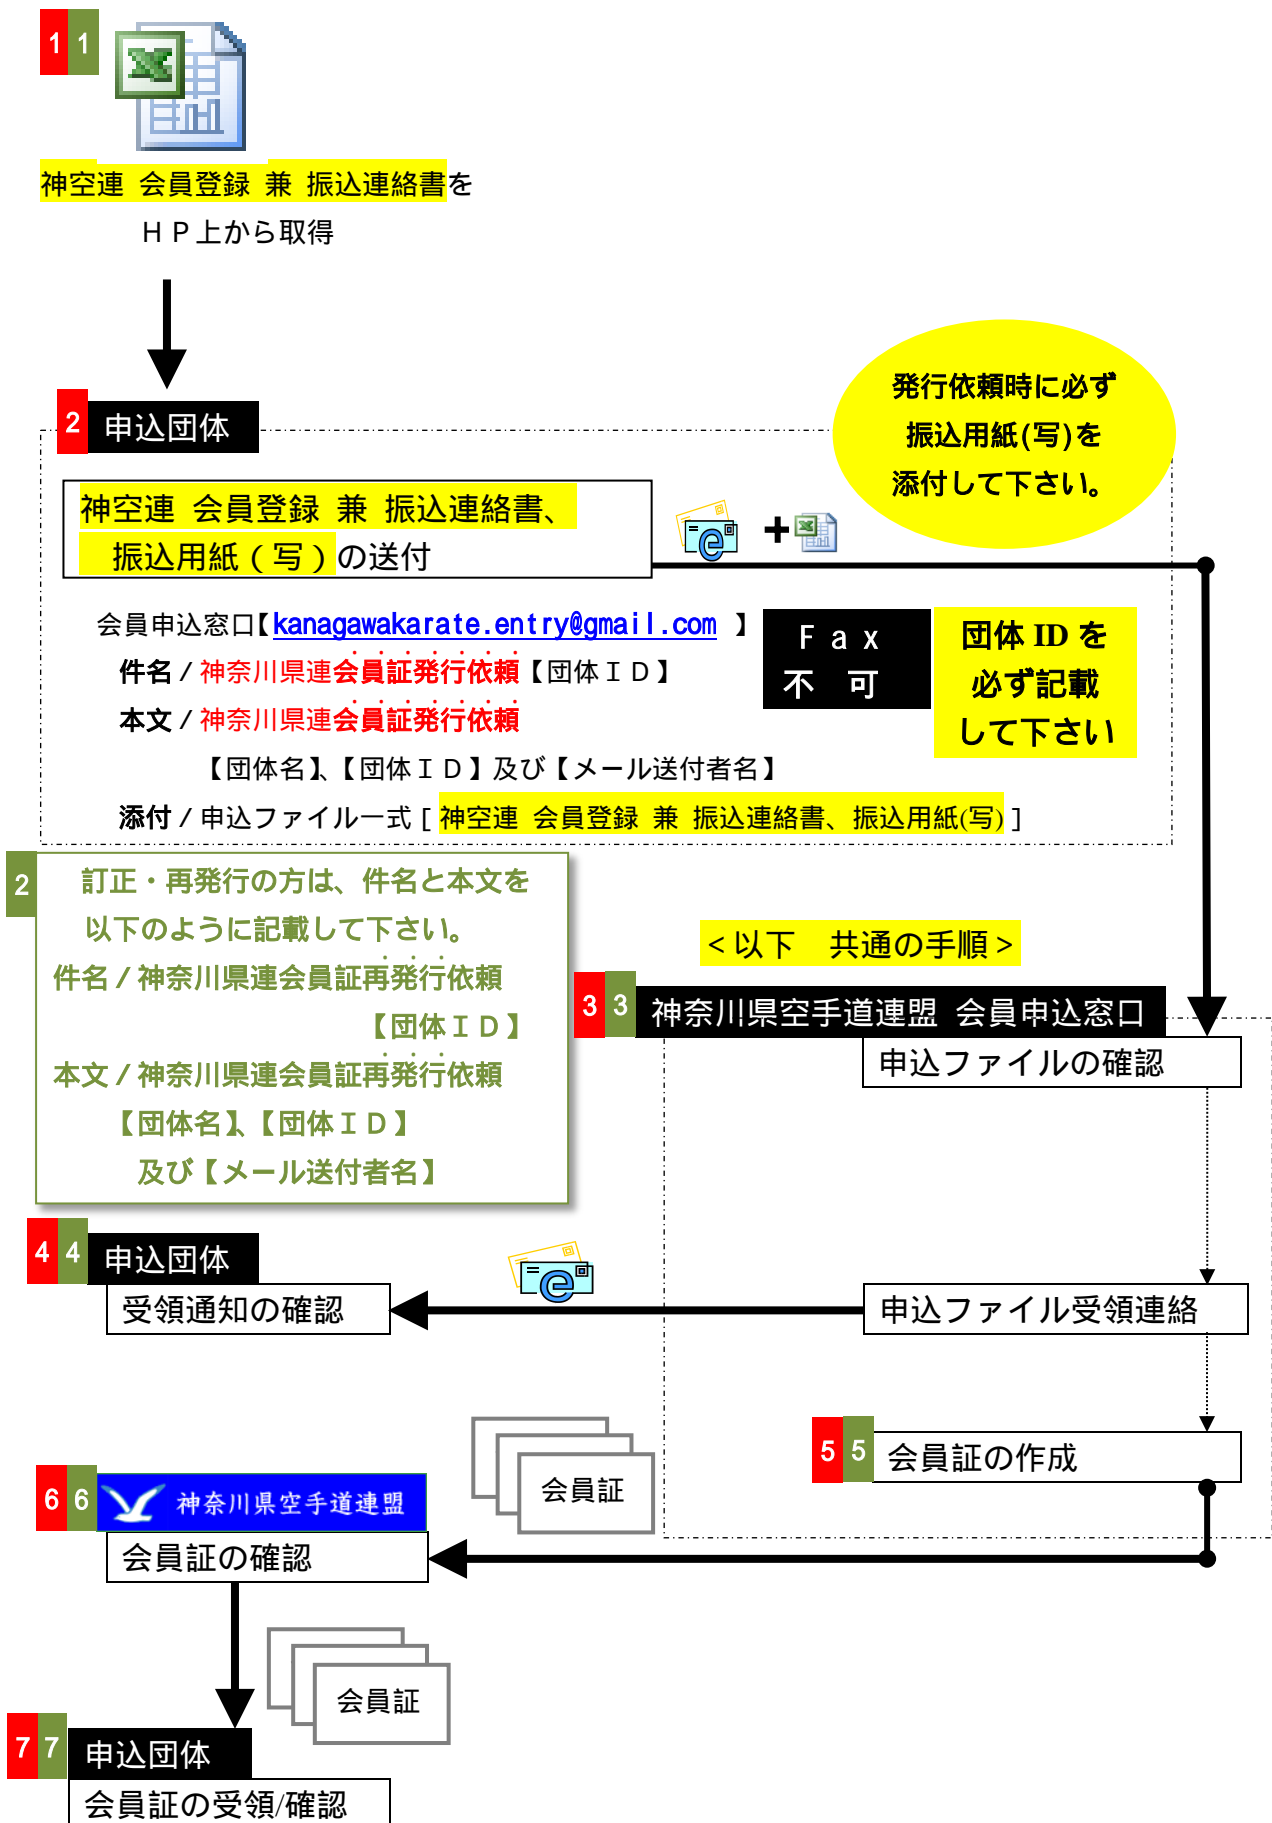 1 1
神空連 会員登録 兼 振込連絡書を
ＨＰ上から取得
発行依頼時に必ず
振込用紙(写)を
添付して下さい。
2 申込団体
神空連 会員登録 兼 振込連絡書、
振込用紙（写）の送付
会員申込窓口【kanagawakarate.entry@gmail.com 】
件名／神奈川県連会員証発行依頼【団体ＩＤ】
本文／神奈川県連会員証発行依頼
【団体名】、【団体ＩＤ】及び【メール送付者名】
添付／申込ファイル一式［神空連 会員登録 兼 振込連絡書、振込用紙(写)］
Ｆａｘ
不 可
団体 ID を
必ず記載
して下さい
2
訂正・再発行の方は、件名と本文を
以下のように記載して下さい。
件名／神奈川県連会員証再発行依頼
【団体ＩＤ】
本文／神奈川県連会員証再発行依頼
【団体名】、【団体ＩＤ】
及び【メール送付者名】
＜以下　共通の手順＞
3 3 神奈川県空手道連盟 会員申込窓口
申込ファイルの確認
4 4 申込団体
受領通知の確認
申込ファイル受領連絡
5 5 会員証の作成
会員証
6 6 神奈川県空手道連盟
会員証の確認
会員証
7 7 申込団体
会員証の受領/確認